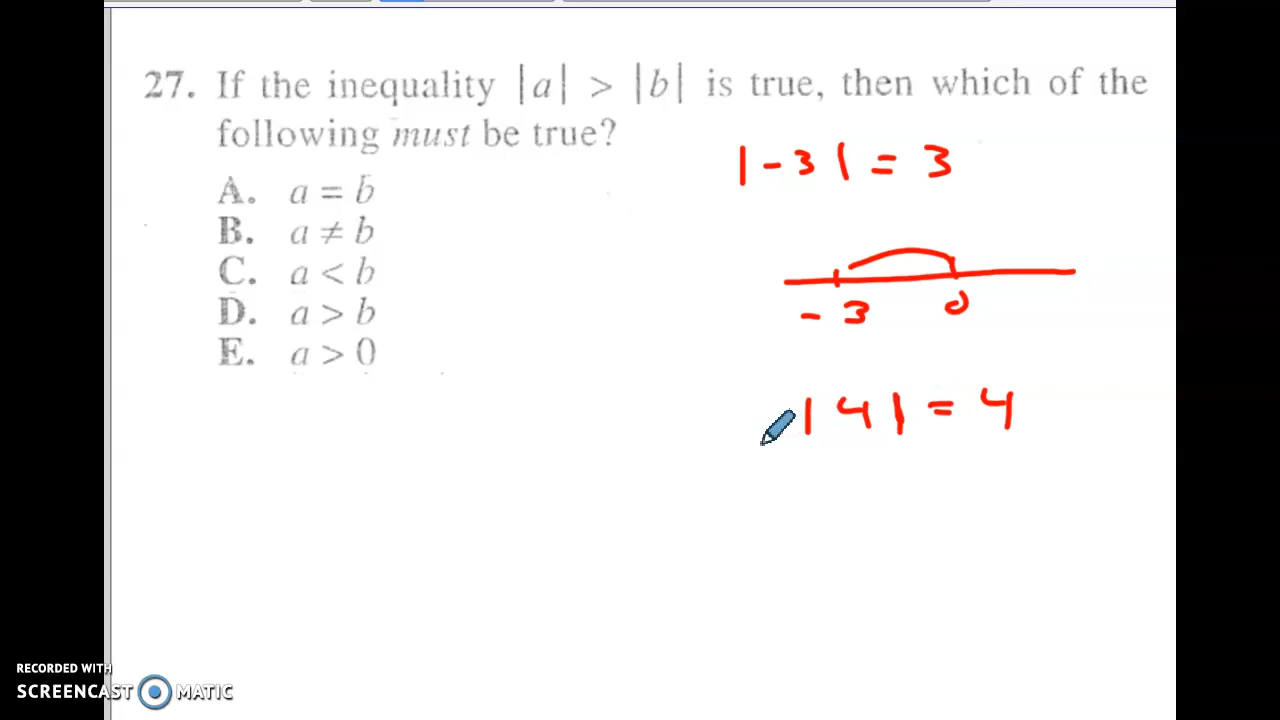 27. If the inequality |a| > |b| is true, then which of the
following must be true?
A. a = b
B. a ≠ b
C. a < b
D. a > b
E. a > 0
|-3| = 3
-3 0
|4| = 4
RECORDED WITH
SCREENCAST MATIC